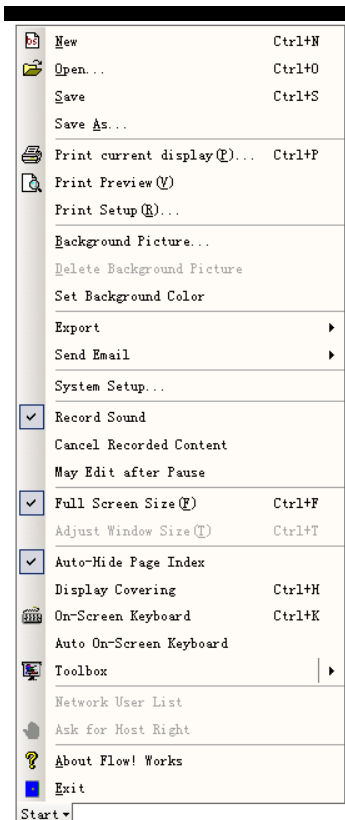 bs
New Ctrl+N
Open... Ctrl+O
Save Ctrl+S
Save As...
Print current display(P)... Ctrl+P
Print Preview(V)
Print Setup(R)...
Background Picture...
Delete Background Picture
Set Background Color
Export
Send Email
System Setup...
Record Sound
Cancel Recorded Content
May Edit after Pause
Full Screen Size(F) Ctrl+F
Adjust Window Size(T) Ctrl+T
Auto-Hide Page Index
Display Covering Ctrl+H
On-Screen Keyboard Ctrl+K
Auto On-Screen Keyboard
Toolbox
Network User List
Ask for Host Right
About Flow! Works
Exit
Start